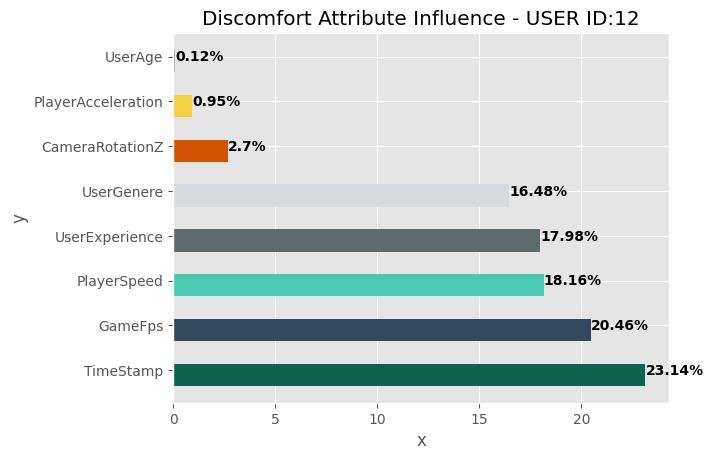 Discomfort Attribute Influence - USER ID:12
UserAge 0.12%
PlayerAcceleration 0.95%
CameraRotationZ 2.7%
UserGenere 16.48%
UserExperience 17.98%
PlayerSpeed 18.16%
GameFps 20.46%
TimeStamp 23.14%
y
0 5 10 15 20
x